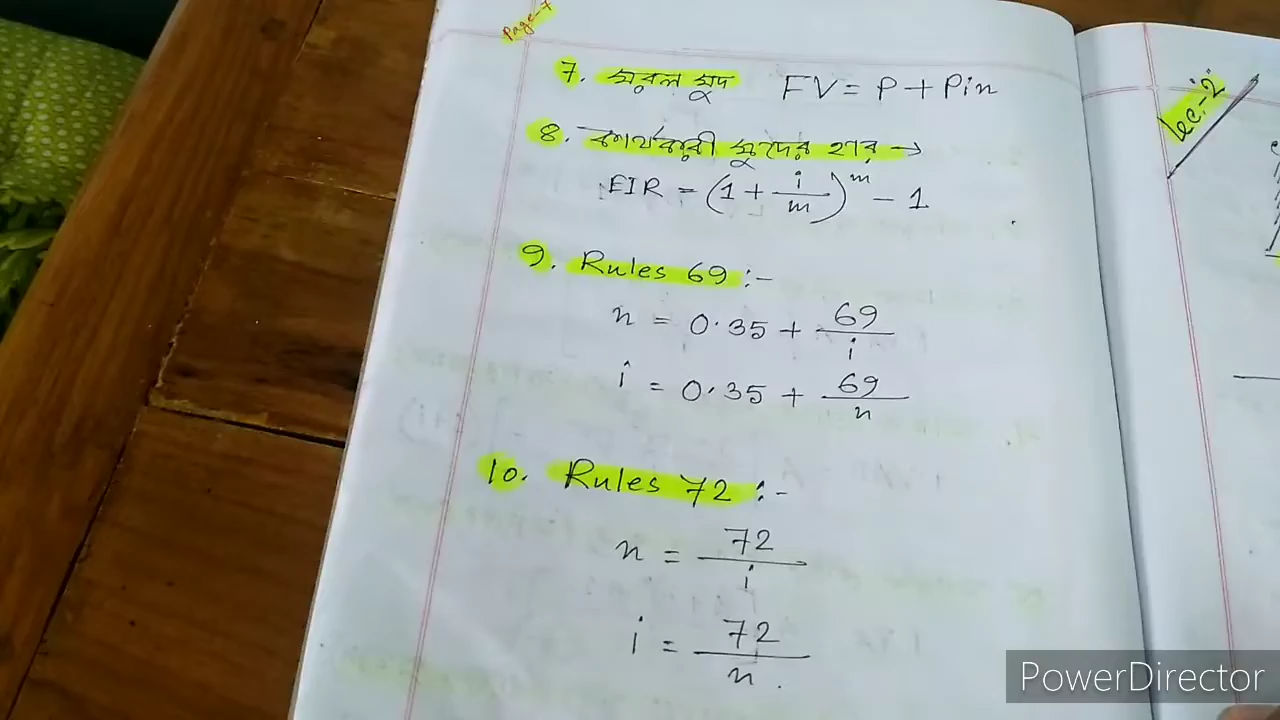 Page-7
7. সরল সুদ FV = P + Pin
8. কার্যকরী সুদের হার →
EIR = (1 + i/m)^m - 1
9. Rules 69 :-
n = 0.35 + 69/i
i = 0.35 + 69/n
10. Rules 72 :-
n = 72/i
i = 72/n.
Lec:-2
PowerDirector